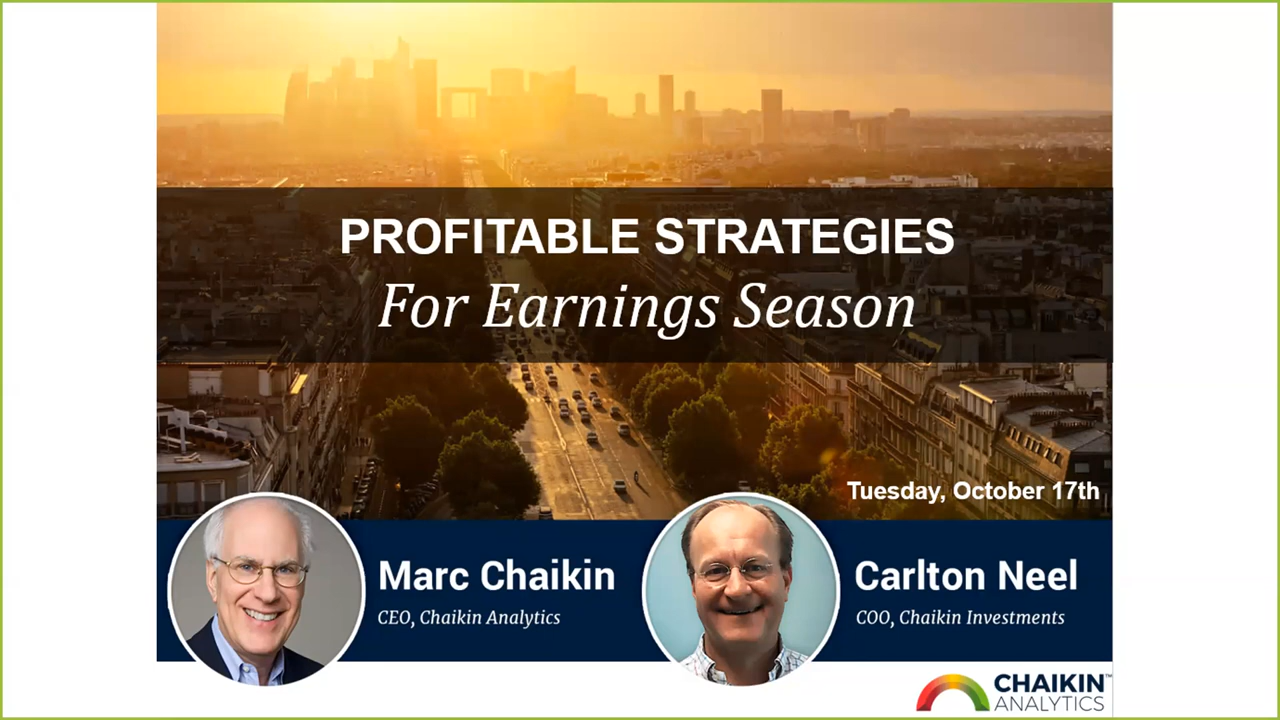 PROFITABLE STRATEGIES
For Earnings Season
Tuesday, October 17th
Marc Chaikin
CEO, Chaikin Analytics
Carlton Neel
COO, Chaikin Investments
CHAIKIN™
ANALYTICS